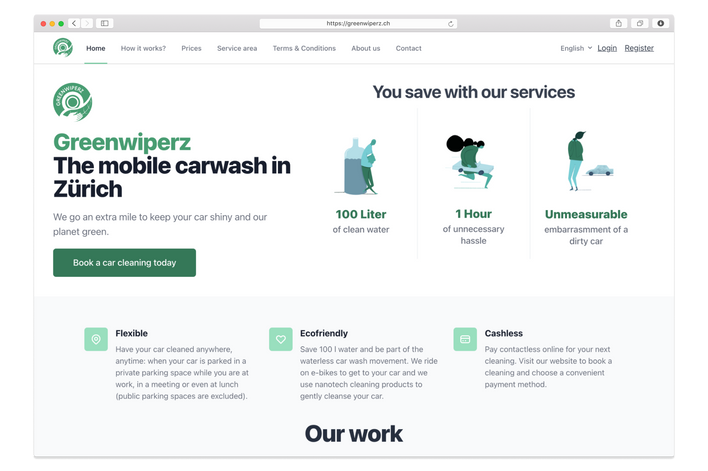 https://greenwiperz.ch
Home How it works? Prices Service area Terms & Conditions About us Contact English Login Register
GREENWIPERZ
Greenwiperz
The mobile carwash in
Zürich
We go an extra mile to keep your car shiny and our
planet green.
Book a car cleaning today
You save with our services
100 Liter
of clean water
1 Hour
of unnecessary
hassle
Unmeasurable
embarrasmment of a
dirty car
Flexible
Have your car cleaned anywhere,
anytime: when your car is parked in a
private parking space while you are at
work, in a meeting or even at lunch
(public parking spaces are excluded).
Ecofriendly
Save 100 l water and be part of the
waterless car wash movement. We ride
on e-bikes to get to your car and we
use nanotech cleaning products to
gently cleanse your car.
Cashless
Pay contactless online for your next
cleaning. Visit our website to book a
cleaning and choose a convenient
payment method.
Our work